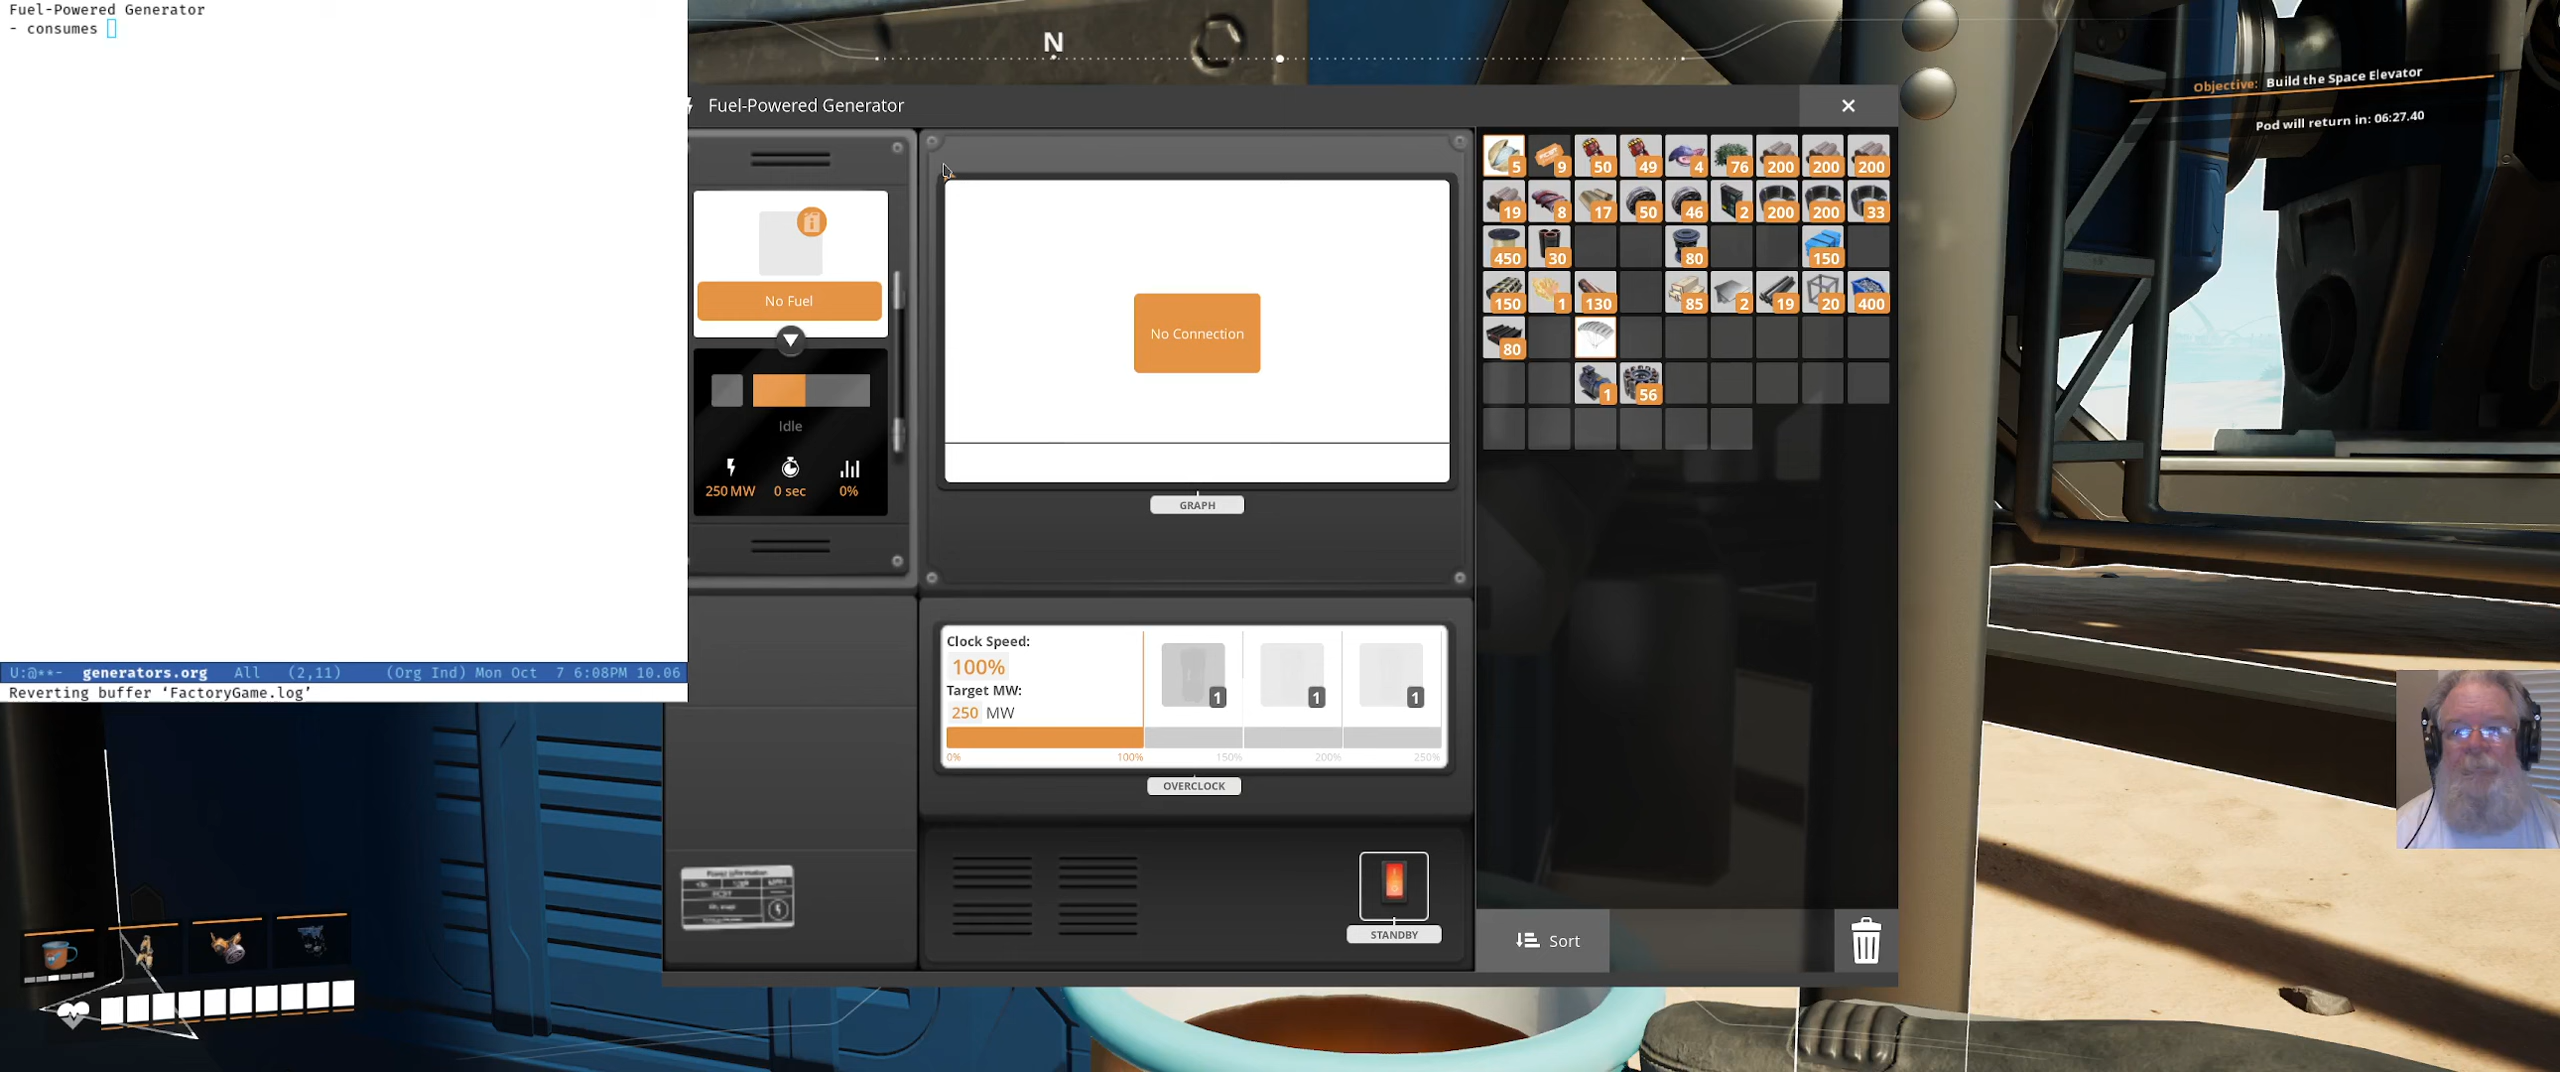 Fuel-Powered Generator
- consumes
U:@**-  generators.org   All   (2,11)   (Org Ind) Mon Oct  7 6:08PM 10.06
Reverting buffer ‘FactoryGame.log’
N
Objective: Build the Space Elevator
Pod will return in: 06:27.40
Fuel-Powered Generator
No Fuel
Idle
250 MW
0 sec
0%
No Connection
GRAPH
Clock Speed:
100%
Target MW:
250 MW
1
1
1
0%
100%
150%
200%
250%
OVERCLOCK
STANDBY
5 9 50 49 4 76 200 200 200
19 8 17 50 46 2 200 200 33
450 30 80 150
150 1 130 85 2 19 20 400
80
1 56
Sort